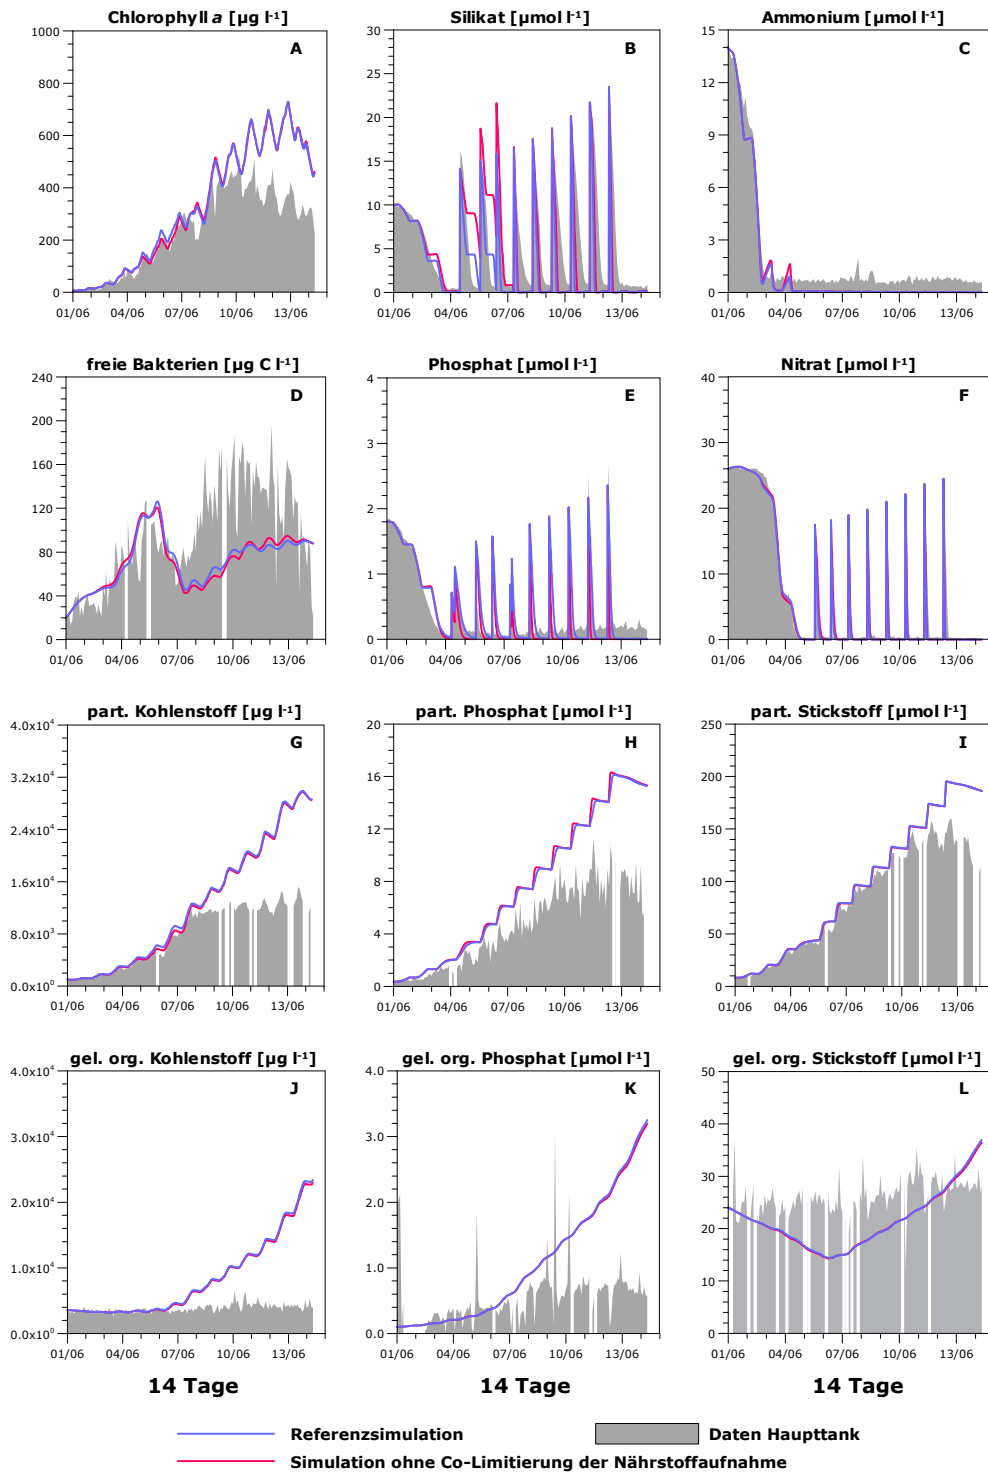 Chlorophyll a [µg l⁻¹]
Silikat [µmol l⁻¹]
Ammonium [µmol l⁻¹]
1000
800
600
400
200
0
A
01/06 04/06 07/06 10/06 13/06
30
25
20
15
10
5
0
B
01/06 04/06 07/06 10/06 13/06
15
12
9
6
3
0
C
01/06 04/06 07/06 10/06 13/06
freie Bakterien [µg C l⁻¹]
Phosphat [µmol l⁻¹]
Nitrat [µmol l⁻¹]
240
200
160
120
80
40
0
D
01/06 04/06 07/06 10/06 13/06
4
3
2
1
0
E
01/06 04/06 07/06 10/06 13/06
40
30
20
10
0
F
01/06 04/06 07/06 10/06 13/06
part. Kohlenstoff [µg l⁻¹]
part. Phosphat [µmol l⁻¹]
part. Stickstoff [µmol l⁻¹]
4.0x10⁴
3.2x10⁴
2.4x10⁴
1.6x10⁴
8.0x10³
0.0x10⁰
G
01/06 04/06 07/06 10/06 13/06
20
16
12
8
4
0
H
01/06 04/06 07/06 10/06 13/06
250
200
150
100
50
0
I
01/06 04/06 07/06 10/06 13/06
gel. org. Kohlenstoff [µg l⁻¹]
gel. org. Phosphat [µmol l⁻¹]
gel. org. Stickstoff [µmol l⁻¹]
4.0x10⁴
3.0x10⁴
2.0x10⁴
1.0x10⁴
0.0x10⁰
J
01/06 04/06 07/06 10/06 13/06
4.0
3.0
2.0
1.0
0.0
K
01/06 04/06 07/06 10/06 13/06
50
40
30
20
10
0
L
01/06 04/06 07/06 10/06 13/06
14 Tage
14 Tage
14 Tage
Referenzsimulation
Daten Haupttank
Simulation ohne Co-Limitierung der Nährstoffaufnahme